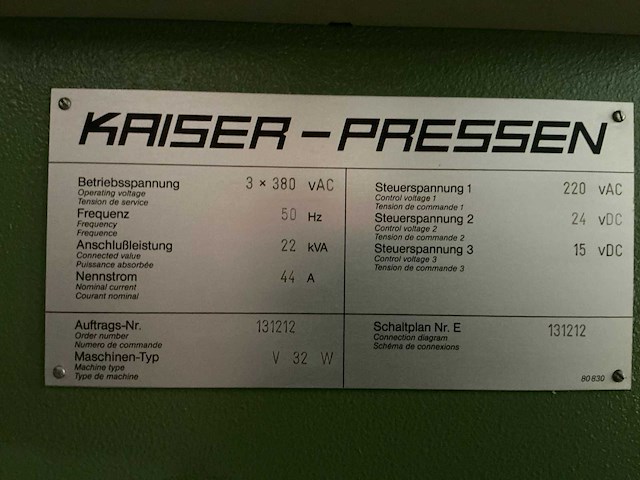 KAISER – PRESSEN
Betriebsspannung 3 × 380 VAC
Operating voltage
Tension de service
Frequenz 50 Hz
Frequency
Frequence
Anschlußleistung 22 kVA
Connected value
Puissance absorbée
Nennstrom 44 A
Nominal current
Courant nominal
Steuerspannung 1 220 VAC
Control voltage 1
Tension de commande 1
Steuerspannung 2 24 VDC
Control voltage 2
Tension de commande 2
Steuerspannung 3 15 VDC
Control voltage 3
Tension de commande 3
Auftrags-Nr. 131212
Order number
Numero de commande
Maschinen-Typ V 32 W
Machine type
Type de machine
Schaltplan Nr. E 131212
Connection diagram
Schéma de connexions
80830